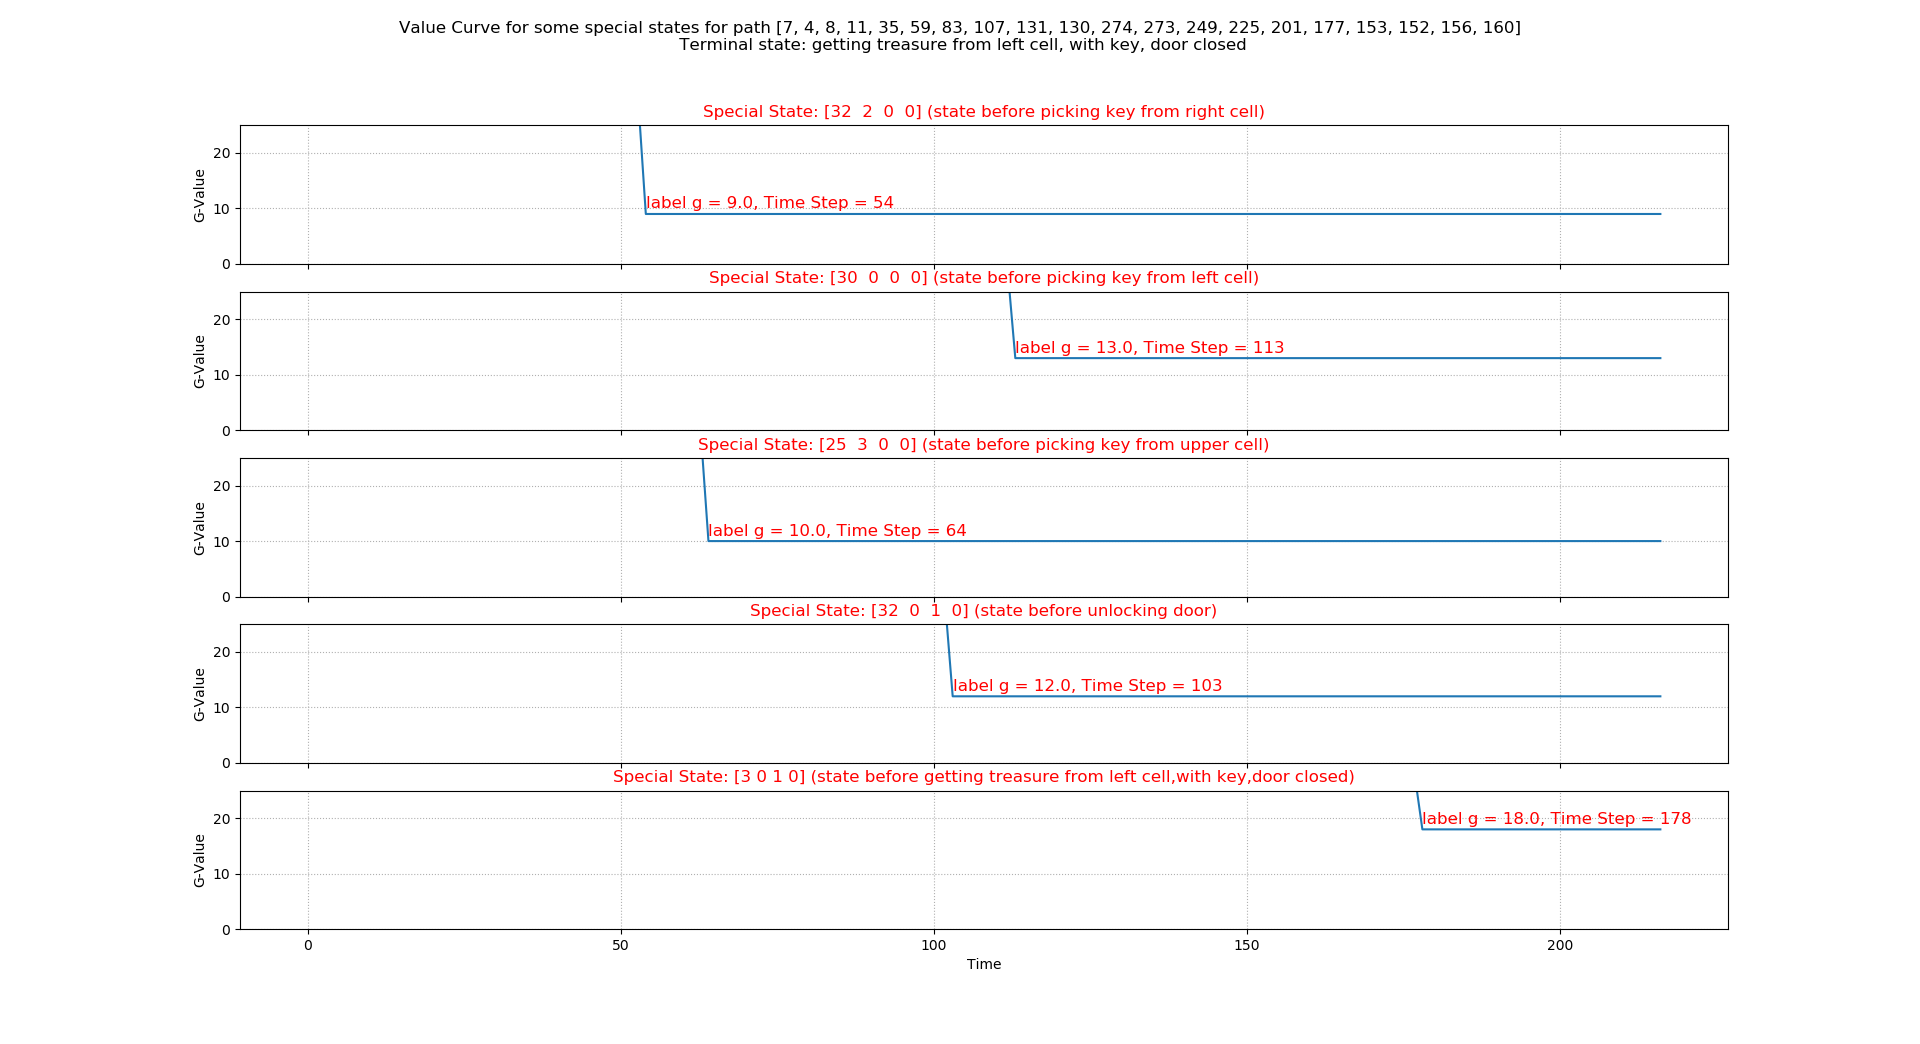 Value Curve for some special states for path [7, 4, 8, 11, 35, 59, 83, 107, 131, 130, 274, 273, 249, 225, 201, 177, 153, 152, 156, 160]
Terminal state: getting treasure from left cell, with key, door closed
Special State: [32  2  0  0] (state before picking key from right cell)
20
10
0
G-Value
label g = 9.0, Time Step = 54
Special State: [30  0  0  0] (state before picking key from left cell)
20
10
0
G-Value
label g = 13.0, Time Step = 113
Special State: [25  3  0  0] (state before picking key from upper cell)
20
10
0
G-Value
label g = 10.0, Time Step = 64
Special State: [32  0  1  0] (state before unlocking door)
20
10
0
G-Value
label g = 12.0, Time Step = 103
Special State: [3 0 1 0] (state before getting treasure from left cell,with key,door closed)
20
10
0
G-Value
label g = 18.0, Time Step = 178
0 50 100 150 200
Time